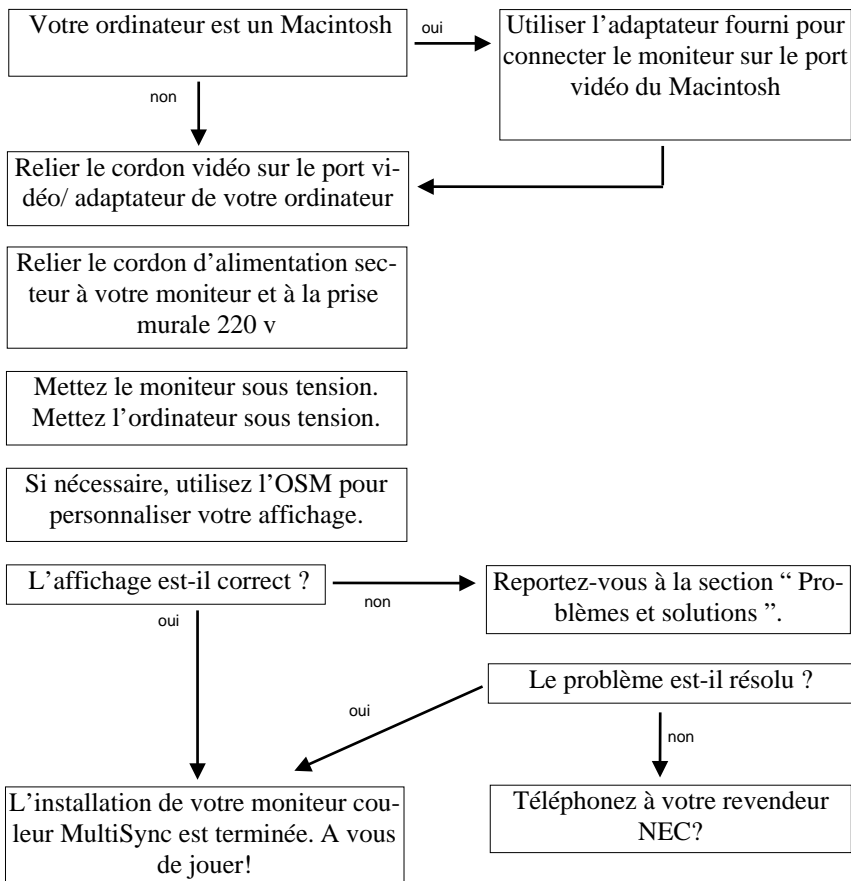 Votre ordinateur est un Macintosh
oui
Utiliser l’adaptateur fourni pour
connecter le moniteur sur le port
vidéo du Macintosh
non
Relier le cordon vidéo sur le port vi-
déo/ adaptateur de votre ordinateur
Relier le cordon d’alimentation sec-
teur à votre moniteur et à la prise
murale 220 v
Mettez le moniteur sous tension.
Mettez l’ordinateur sous tension.
Si nécessaire, utilisez l’OSM pour
personnaliser votre affichage.
L’affichage est-il correct ?
non
Reportez-vous à la section “ Pro-
blèmes et solutions ”.
oui
Le problème est-il résolu ?
oui
non
L’installation de votre moniteur cou-
leur MultiSync est terminée. A vous
de jouer!
Téléphonez à votre revendeur
NEC?